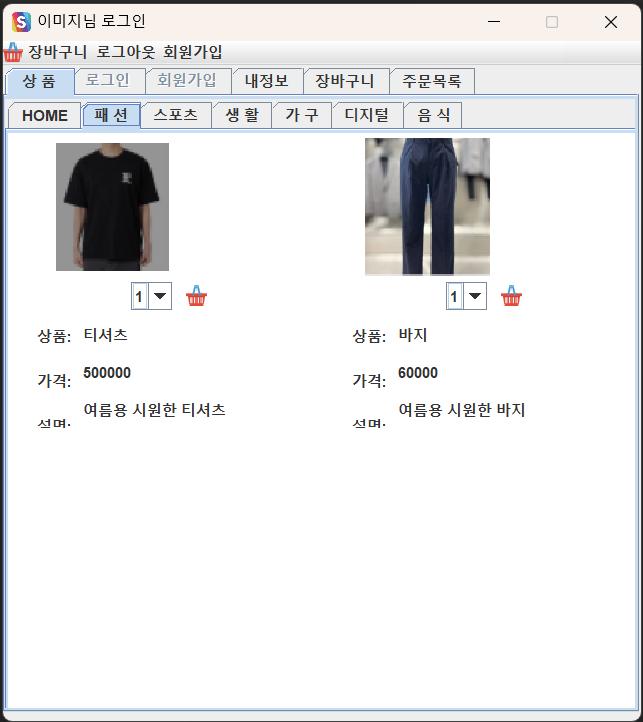 이미지님 로그인
장바구니 로그아웃 회원가입
상 품 로그인 회원가입 내정보 장바구니 주문목록
HOME 패 션 스포츠 생 활 가 구 디지털 음 식
1 1
상품: 티셔츠 상품: 바지
가격: 500000 가격: 60000
설명: 여름용 시원한 티셔츠 설명: 여름용 시원한 바지